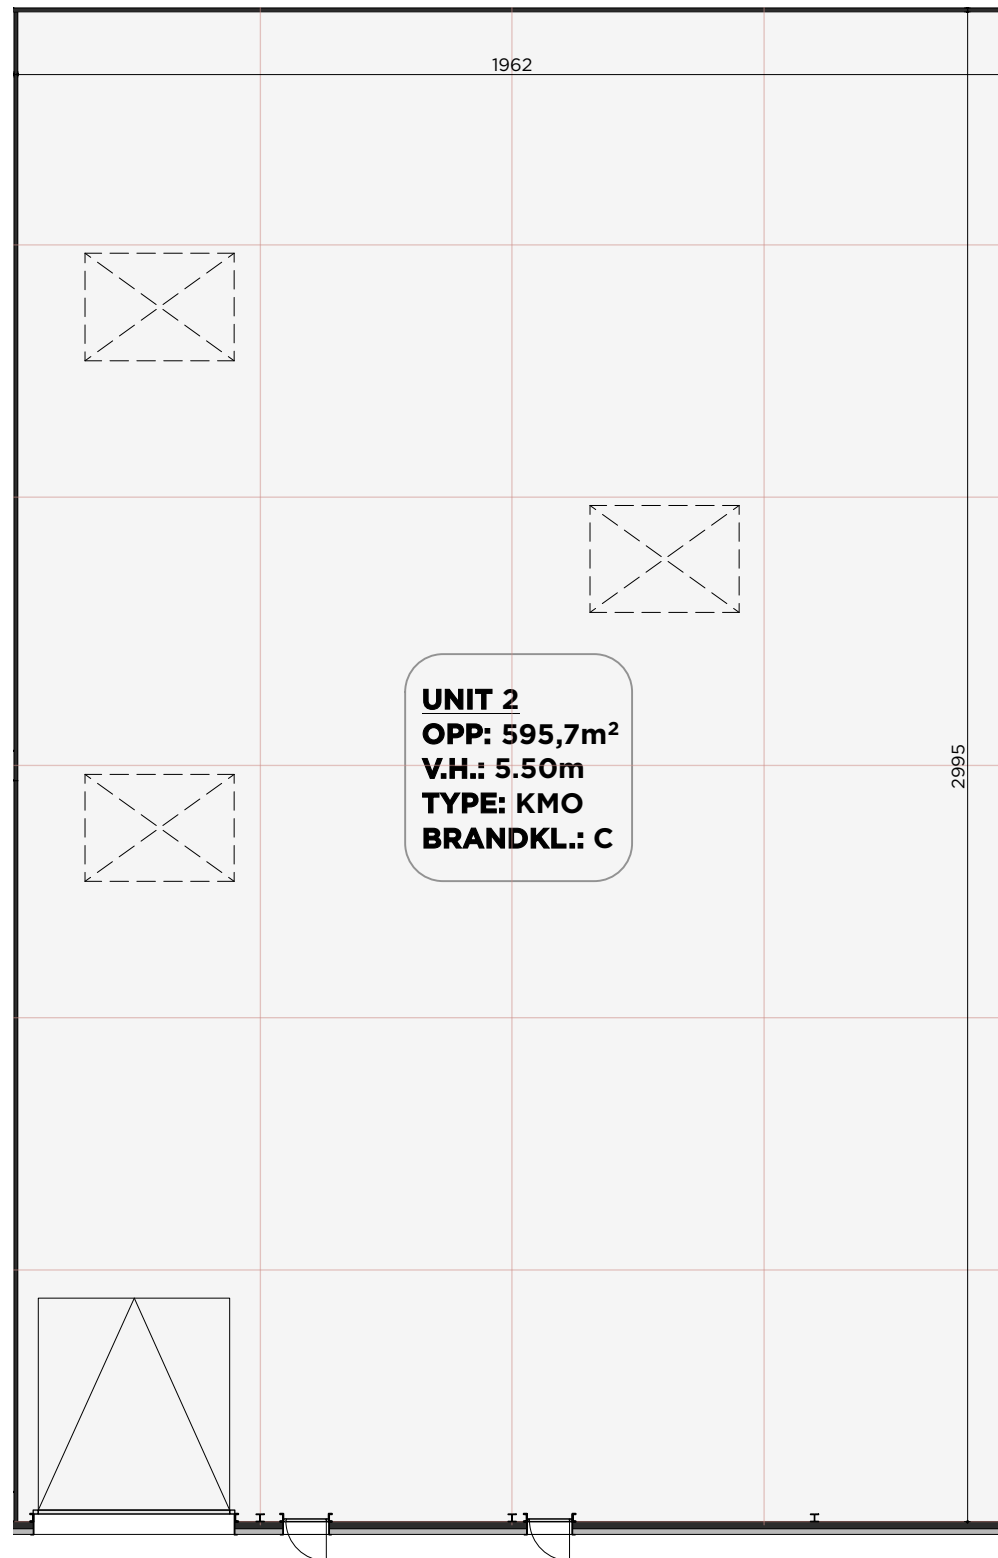 1962
UNIT 2
OPP: 595,7m²
V.H.: 5.50m
TYPE: KMO
BRANDKL.: C
2995